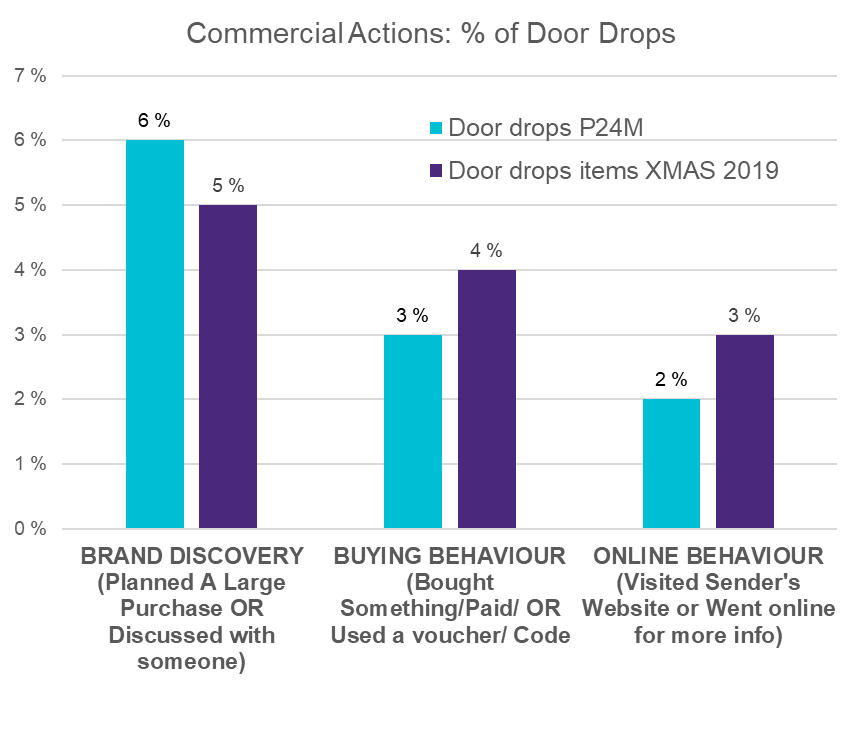 Commercial Actions: % of Door Drops
7 %
6 %
5 %
4 %
3 %
2 %
1 %
0 %
6 %
5 %
3 %
4 %
2 %
3 %
Door drops P24M
Door drops items XMAS 2019
BRAND DISCOVERY
(Planned A Large
Purchase OR
Discussed with
someone)
BUYING BEHAVIOUR
(Bought
Something/Paid/ OR
Used a voucher/ Code
ONLINE BEHAVIOUR
(Visited Sender's
Website or Went online
for more info)